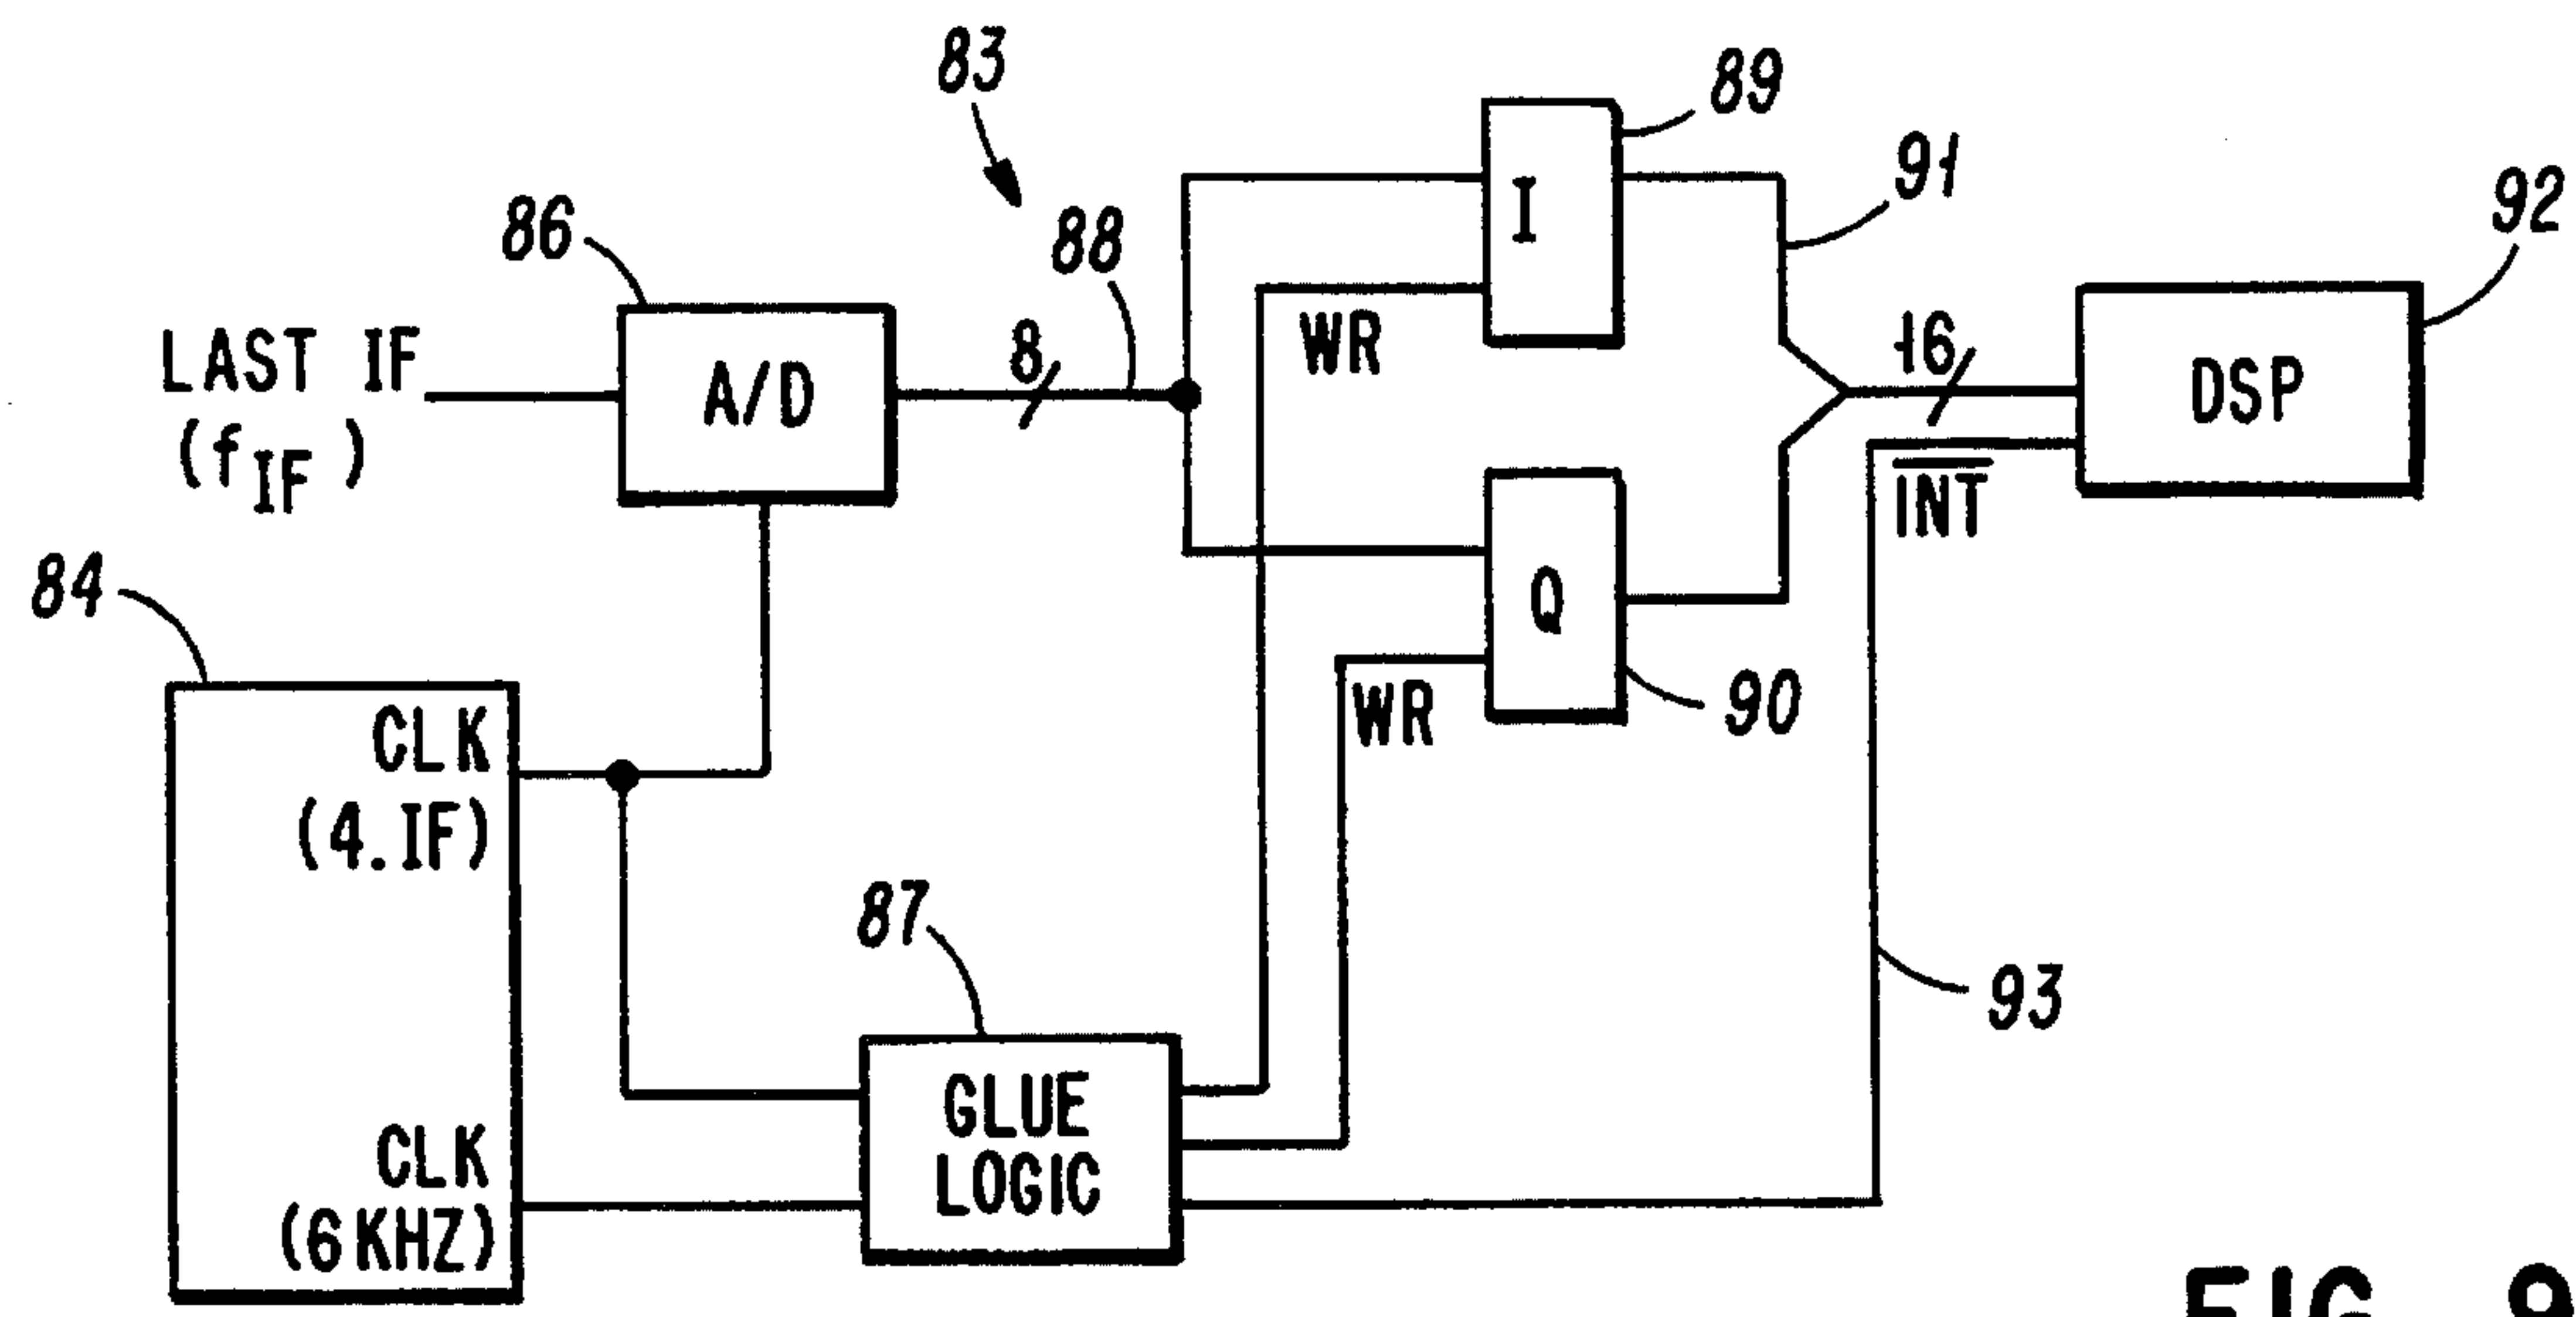 83
89
91
92
86
88
I
LAST IF
(fIF)
A/D
8
WR
16
DSP
INT
84
Q
WR
90
CLK
(4.IF)
87
93
GLUE
LOGIC
CLK
(6KHZ)
FIG. 9